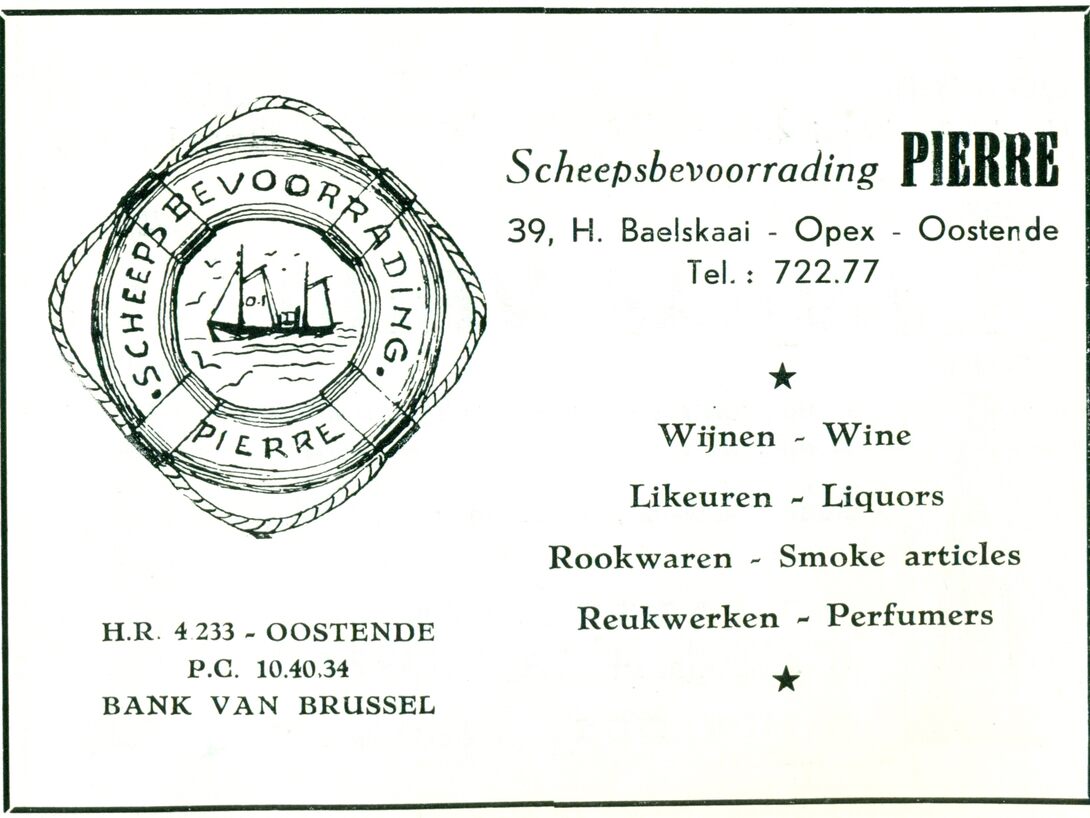 SCHEEPSBEVOORRADING.
PIERRE
O.1
H.R. 4.233 - OOSTENDE
P.C. 10.40.34
BANK VAN BRUSSEL
Scheepsbevoorrading PIERRE
39, H. Baelskaai - Opex - Oostende
Tel. : 722.77
Wijnen - Wine
Likeuren - Liquors
Rookwaren - Smoke articles
Reukwerken - Perfumers